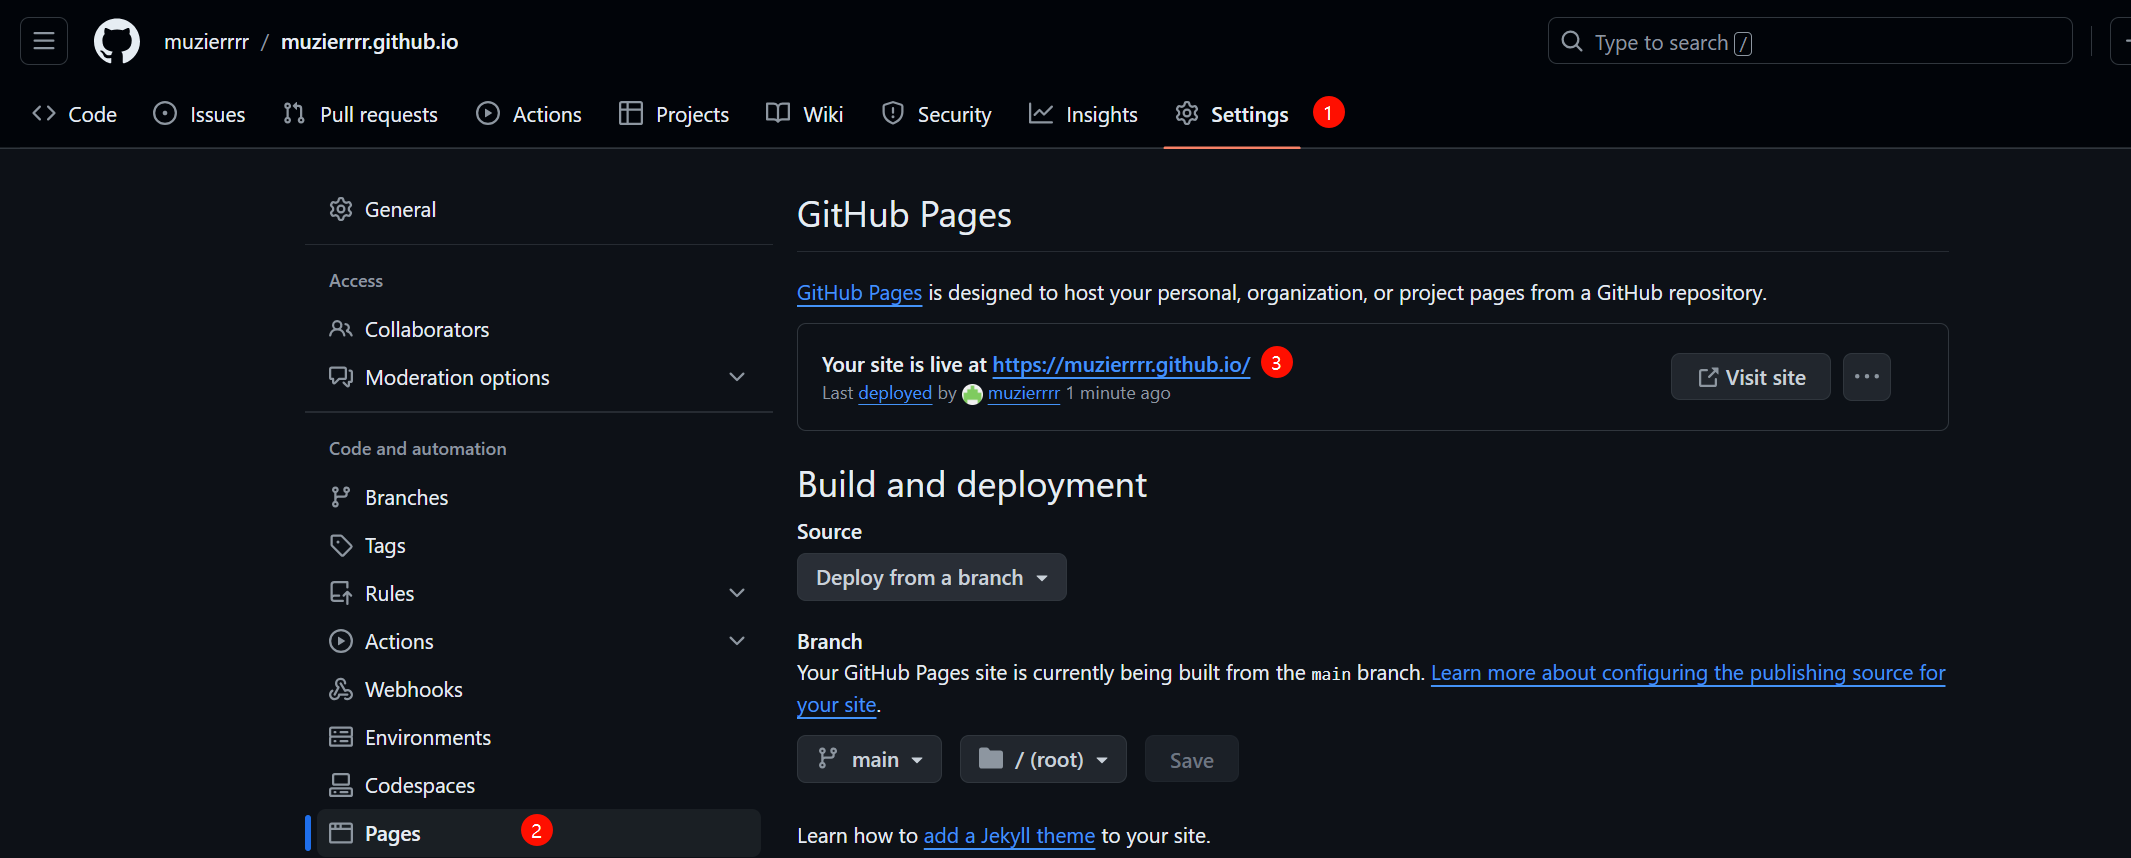 muzierrrr / muzierrrr.github.io
Type to search /
Code Issues Pull requests Actions Projects Wiki Security Insights Settings 1
General
Access
Collaborators
Moderation options
Code and automation
Branches
Tags
Rules
Actions
Webhooks
Environments
Codespaces
Pages 2
GitHub Pages
GitHub Pages is designed to host your personal, organization, or project pages from a GitHub repository.
Your site is live at https://muzierrrr.github.io/ 3
Last deployed by muzierrrr 1 minute ago
Visit site
Build and deployment
Source
Deploy from a branch
Branch
Your GitHub Pages site is currently being built from the main branch. Learn more about configuring the publishing source for
your site.
main / (root) Save
Learn how to add a Jekyll theme to your site.